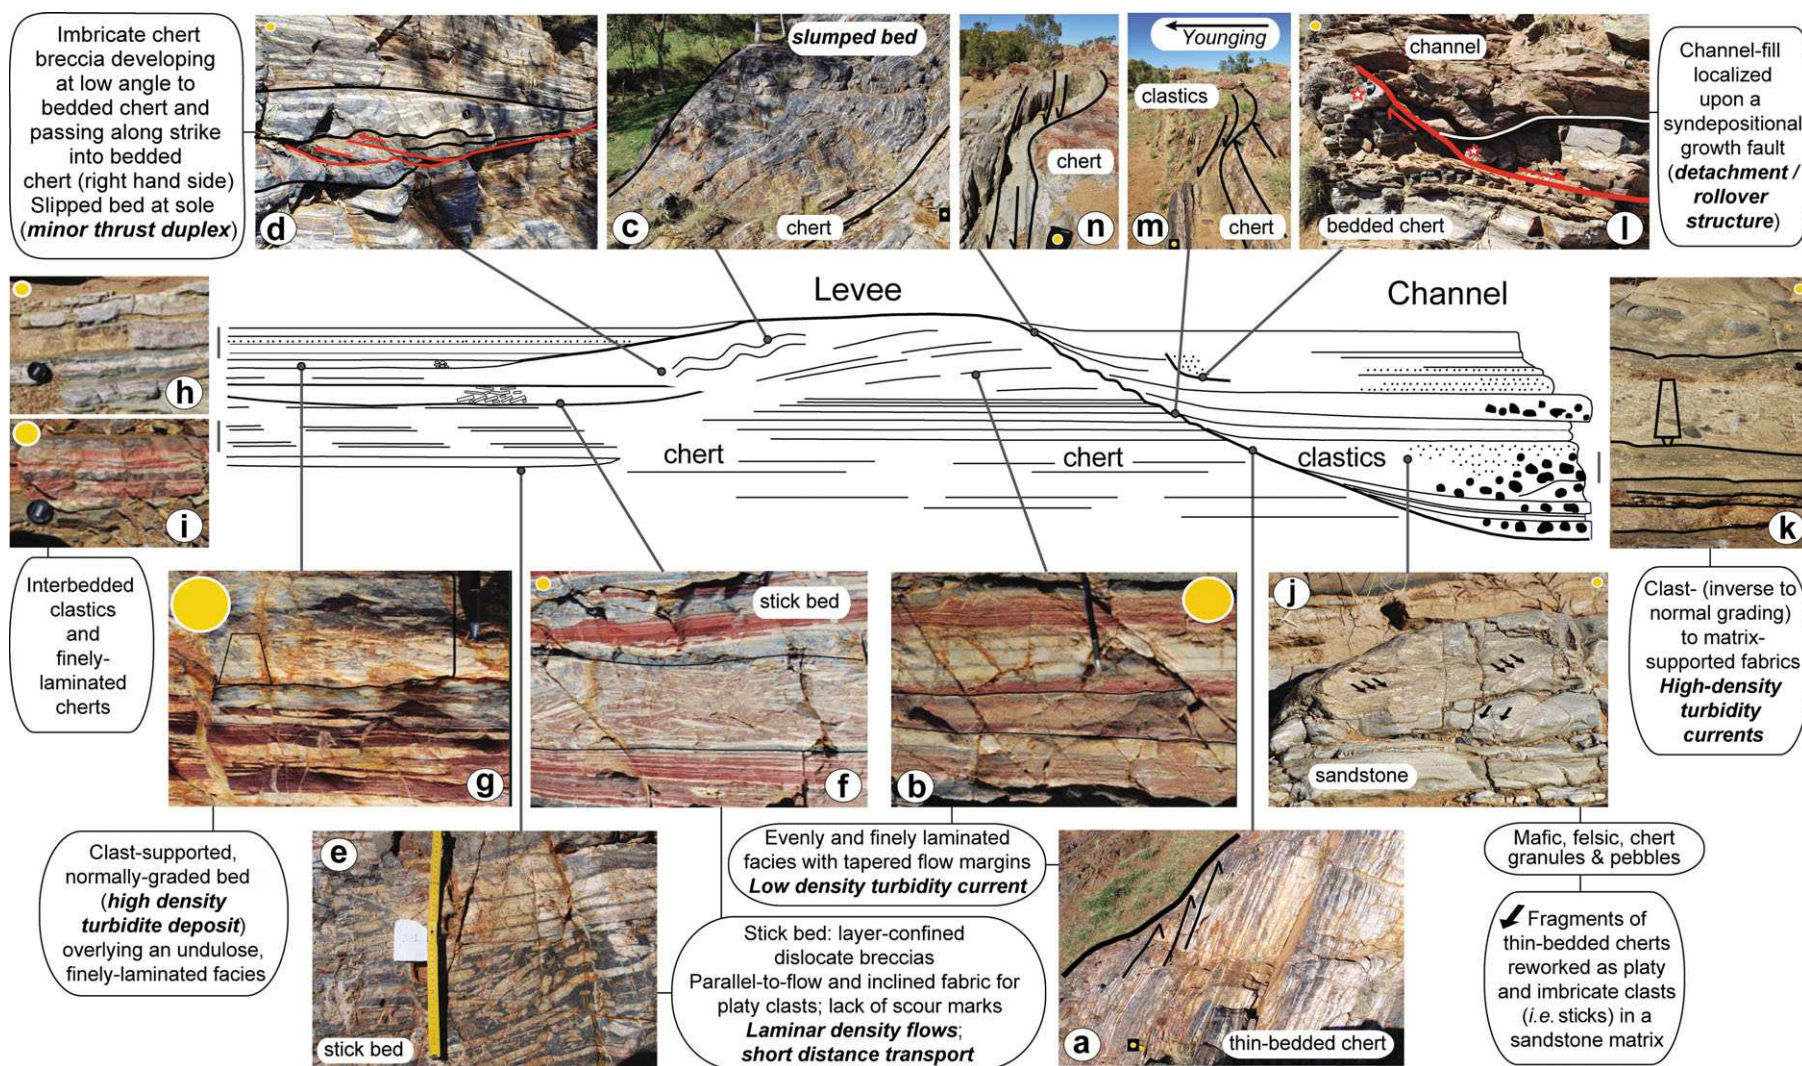 Imbricate chert
breccia developing
at low angle to
bedded chert and
passing along strike
into bedded
chert (right hand side)
Slipped bed at sole
(minor thrust duplex)
d
slumped bed
chert
c
chert
n
Younging
clastics
chert
m
channel
bedded chert
l
Channel-fill
localized
upon a
syndepositional
growth fault
(detachment /
rollover
structure)
h
i
Levee
Channel
chert
chert
clastics
k
Interbedded
clastics
and
finely-
laminated
cherts
g
stick bed
f
b
j
sandstone
Clast- (inverse to
normal grading)
to matrix-
supported fabrics
High-density
turbidity
currents
Clast-supported,
normally-graded bed
(high density
turbidite deposit)
overlying an undulose,
finely-laminated facies
e
stick bed
Evenly and finely laminated
facies with tapered flow margins
Low density turbidity current
Stick bed: layer-confined
dislocate breccias
Parallel-to-flow and inclined fabric for
platy clasts; lack of scour marks
Laminar density flows;
short distance transport
a
thin-bedded chert
Mafic, felsic, chert
granules & pebbles
Fragments of
thin-bedded cherts
reworked as platy
and imbricate clasts
(i.e. sticks) in a
sandstone matrix